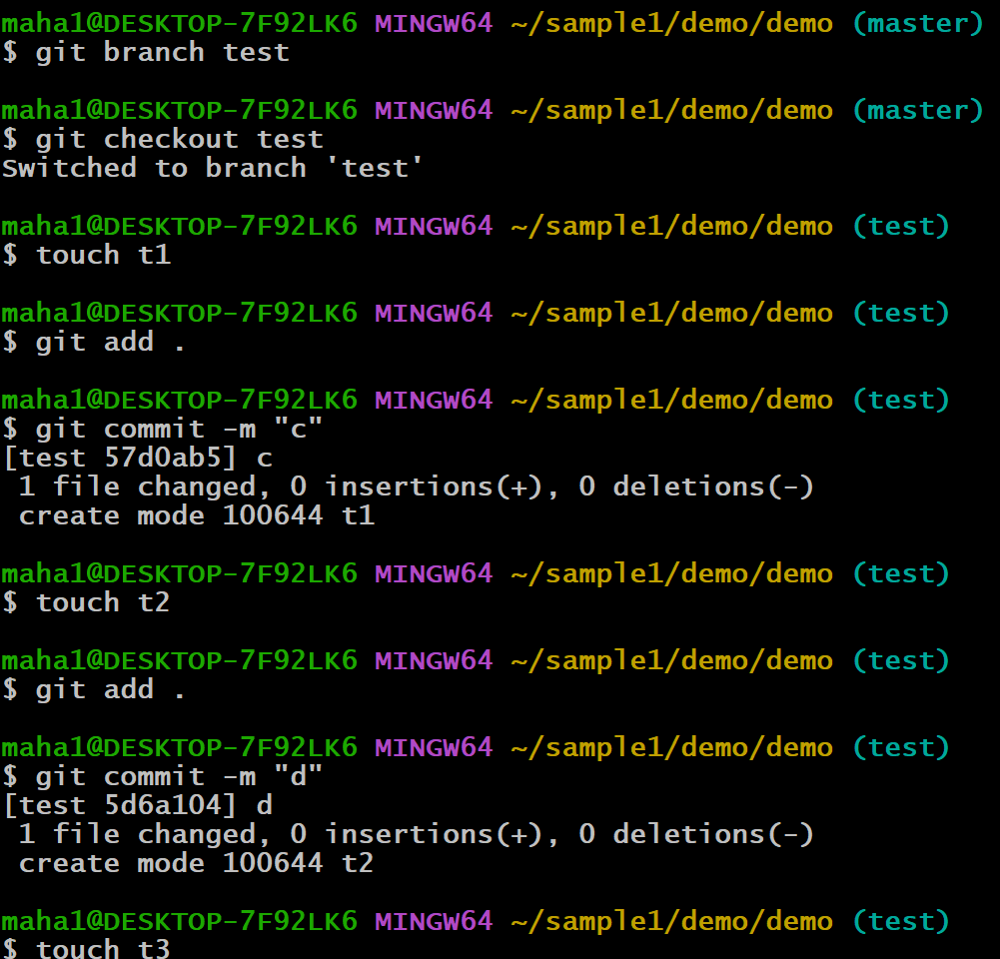 maha1@DESKTOP-7F92LK6 MINGW64 ~/sample1/demo/demo (master)
$ git branch test
maha1@DESKTOP-7F92LK6 MINGW64 ~/sample1/demo/demo (master)
$ git checkout test
Switched to branch 'test'
maha1@DESKTOP-7F92LK6 MINGW64 ~/sample1/demo/demo (test)
$ touch t1
maha1@DESKTOP-7F92LK6 MINGW64 ~/sample1/demo/demo (test)
$ git add .
maha1@DESKTOP-7F92LK6 MINGW64 ~/sample1/demo/demo (test)
$ git commit -m "c"
[test 57d0ab5] c
 1 file changed, 0 insertions(+), 0 deletions(-)
 create mode 100644 t1
maha1@DESKTOP-7F92LK6 MINGW64 ~/sample1/demo/demo (test)
$ touch t2
maha1@DESKTOP-7F92LK6 MINGW64 ~/sample1/demo/demo (test)
$ git add .
maha1@DESKTOP-7F92LK6 MINGW64 ~/sample1/demo/demo (test)
$ git commit -m "d"
[test 5d6a104] d
 1 file changed, 0 insertions(+), 0 deletions(-)
 create mode 100644 t2
maha1@DESKTOP-7F92LK6 MINGW64 ~/sample1/demo/demo (test)
$ touch t3